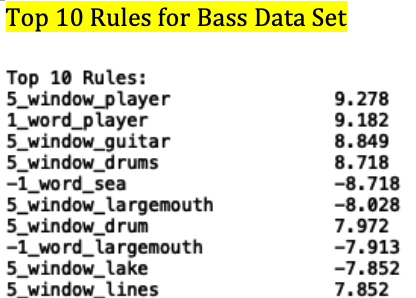 Top 10 Rules for Bass Data Set
Top 10 Rules:
5_window_player 9.278
1_word_player 9.182
5_window_guitar 8.849
5_window_drums 8.718
-1_word_sea -8.718
5_window_largemouth -8.028
5_window_drum 7.972
-1_word_largemouth -7.913
5_window_lake -7.852
5_window_lines 7.852